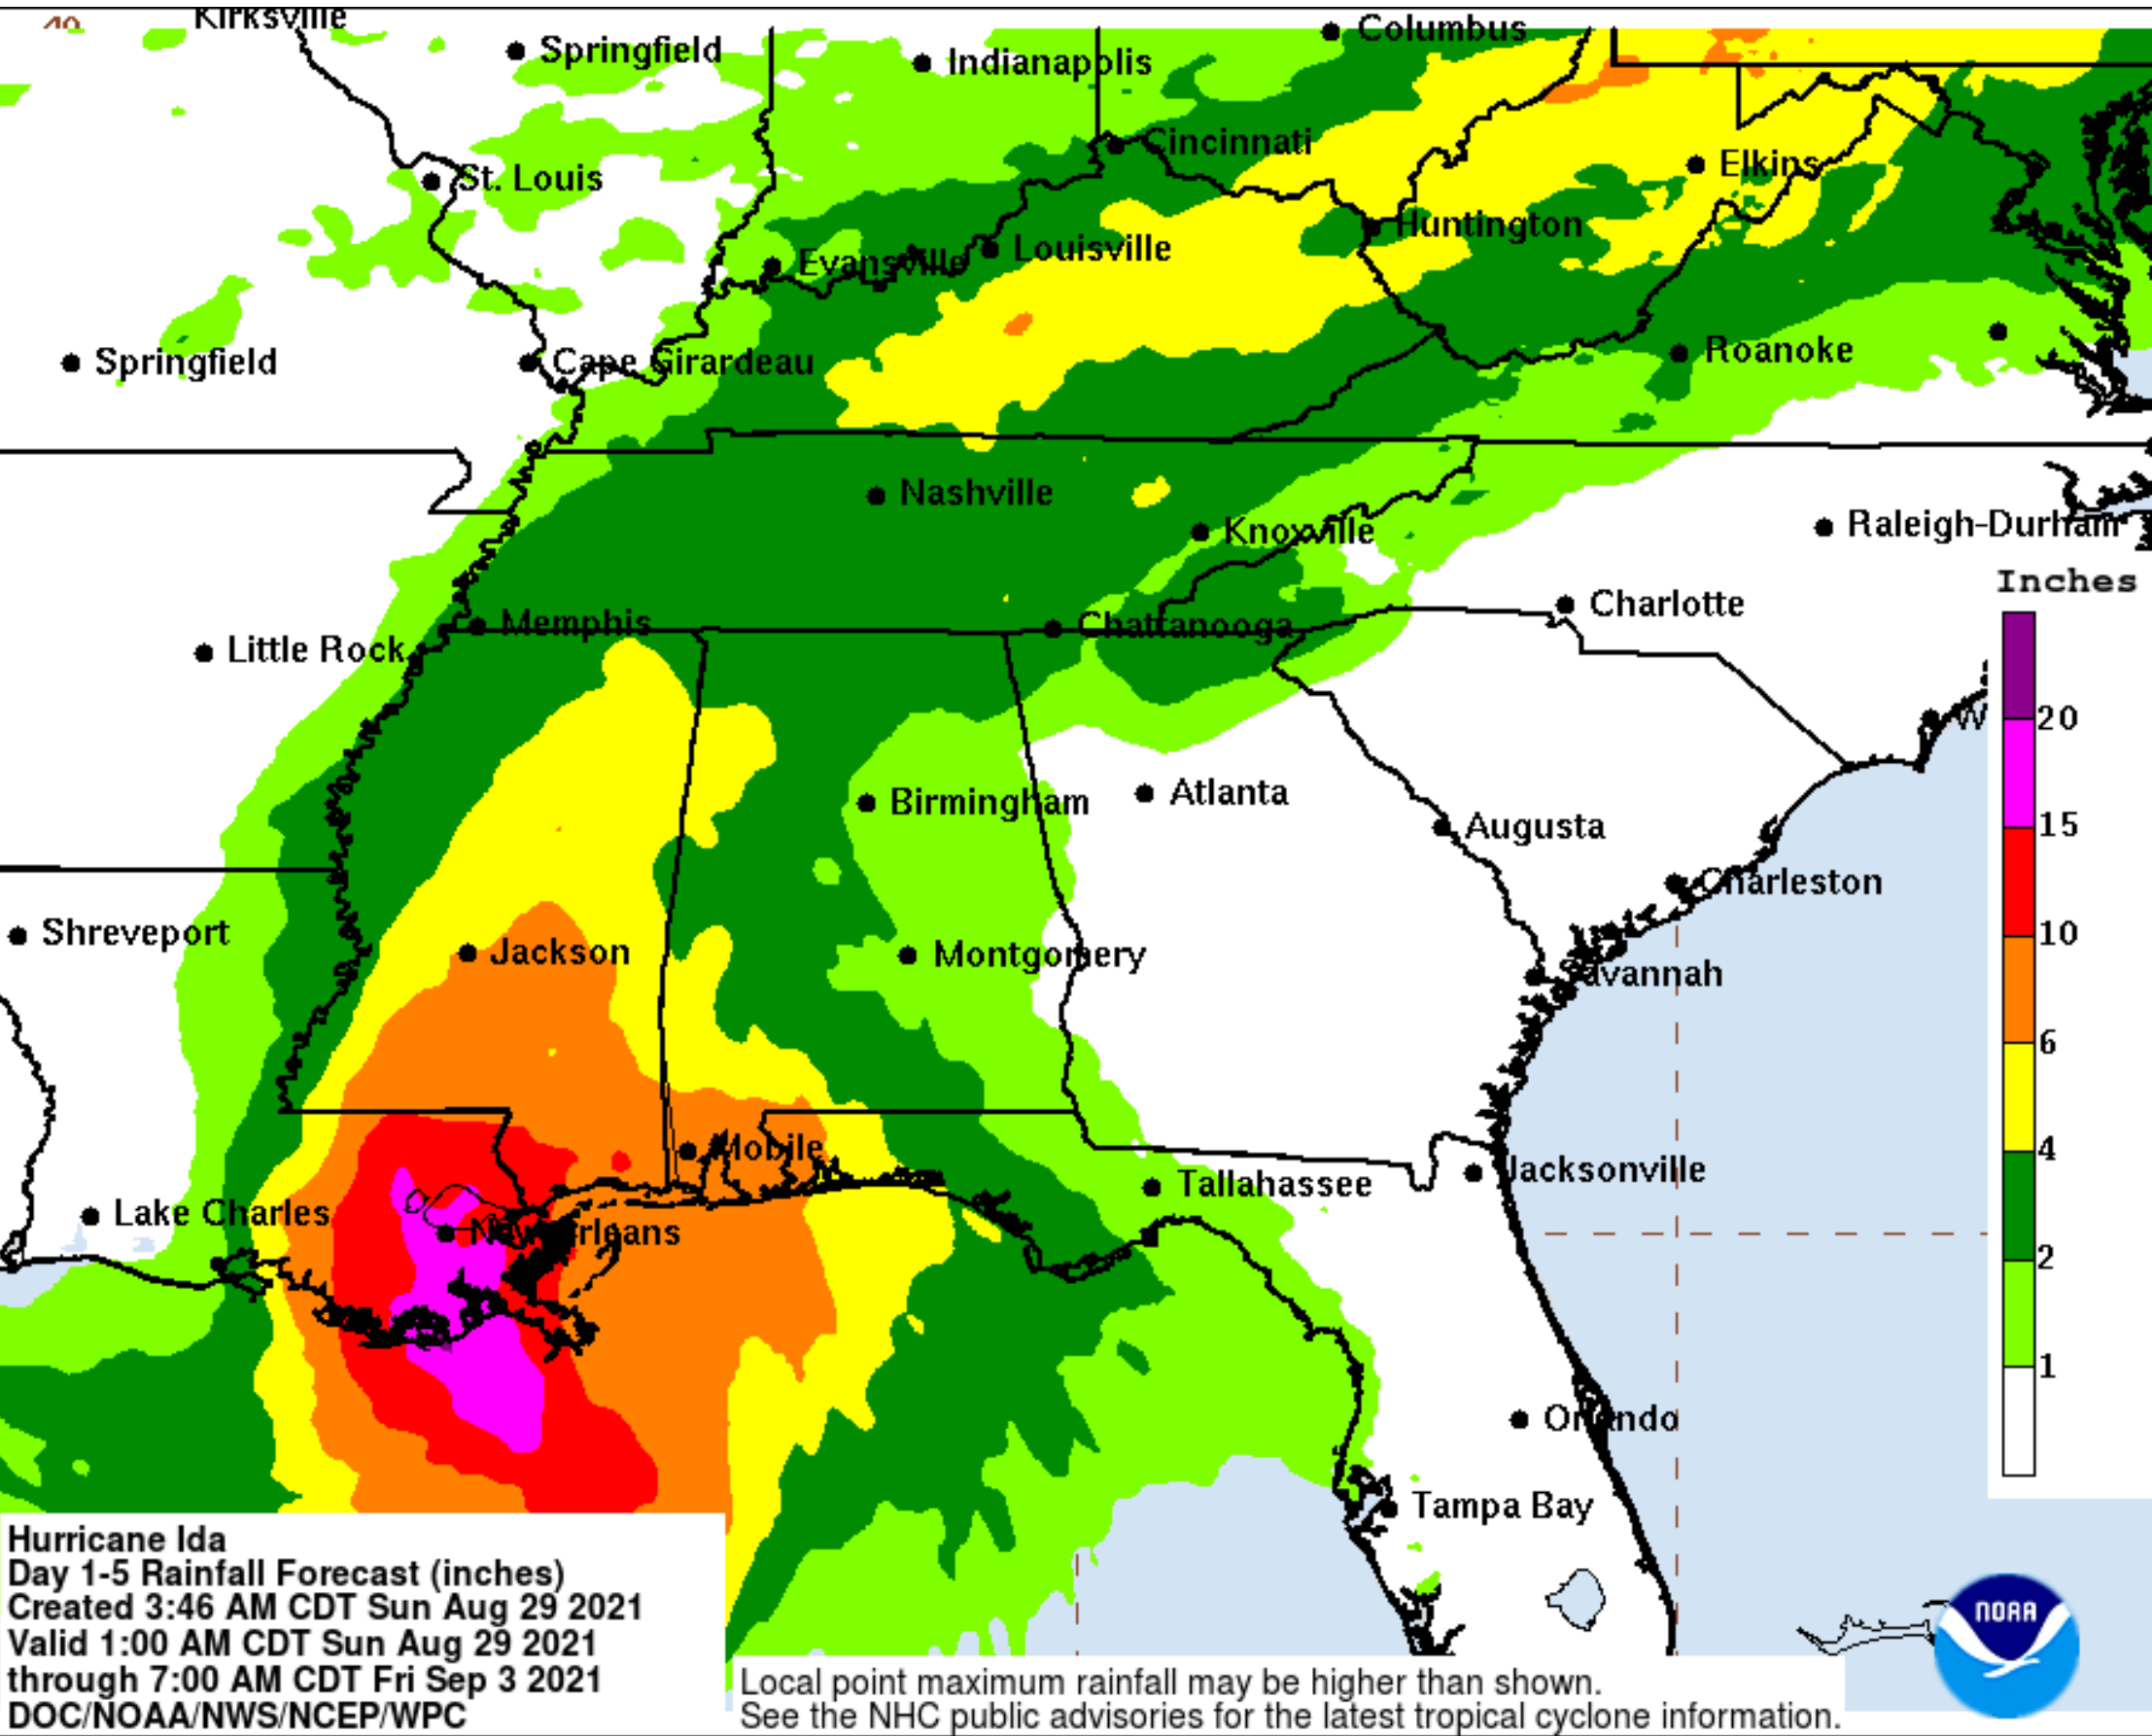 40
Kirksville
Springfield
Indianapolis
Columbus
Cincinnati
Elkins
St. Louis
Huntington
Evansville
Louisville
Springfield
Cape Girardeau
Roanoke
Nashville
Knoxville
Raleigh-Durham
Inches
Memphis
Chattanooga
Charlotte
Little Rock
W
20
Birmingham
Atlanta
15
Augusta
Charleston
Shreveport
Jackson
Montgomery
10
Savannah
6
Mobile
4
Tallahassee
Jacksonville
Lake Charles
New Orleans
2
1
Orlando
Tampa Bay
Hurricane Ida
Day 1-5 Rainfall Forecast (inches)
Created 3:46 AM CDT Sun Aug 29 2021
Valid 1:00 AM CDT Sun Aug 29 2021
through 7:00 AM CDT Fri Sep 3 2021
DOC/NOAA/NWS/NCEP/WPC
NOAA
Local point maximum rainfall may be higher than shown.
See the NHC public advisories for the latest tropical cyclone information.